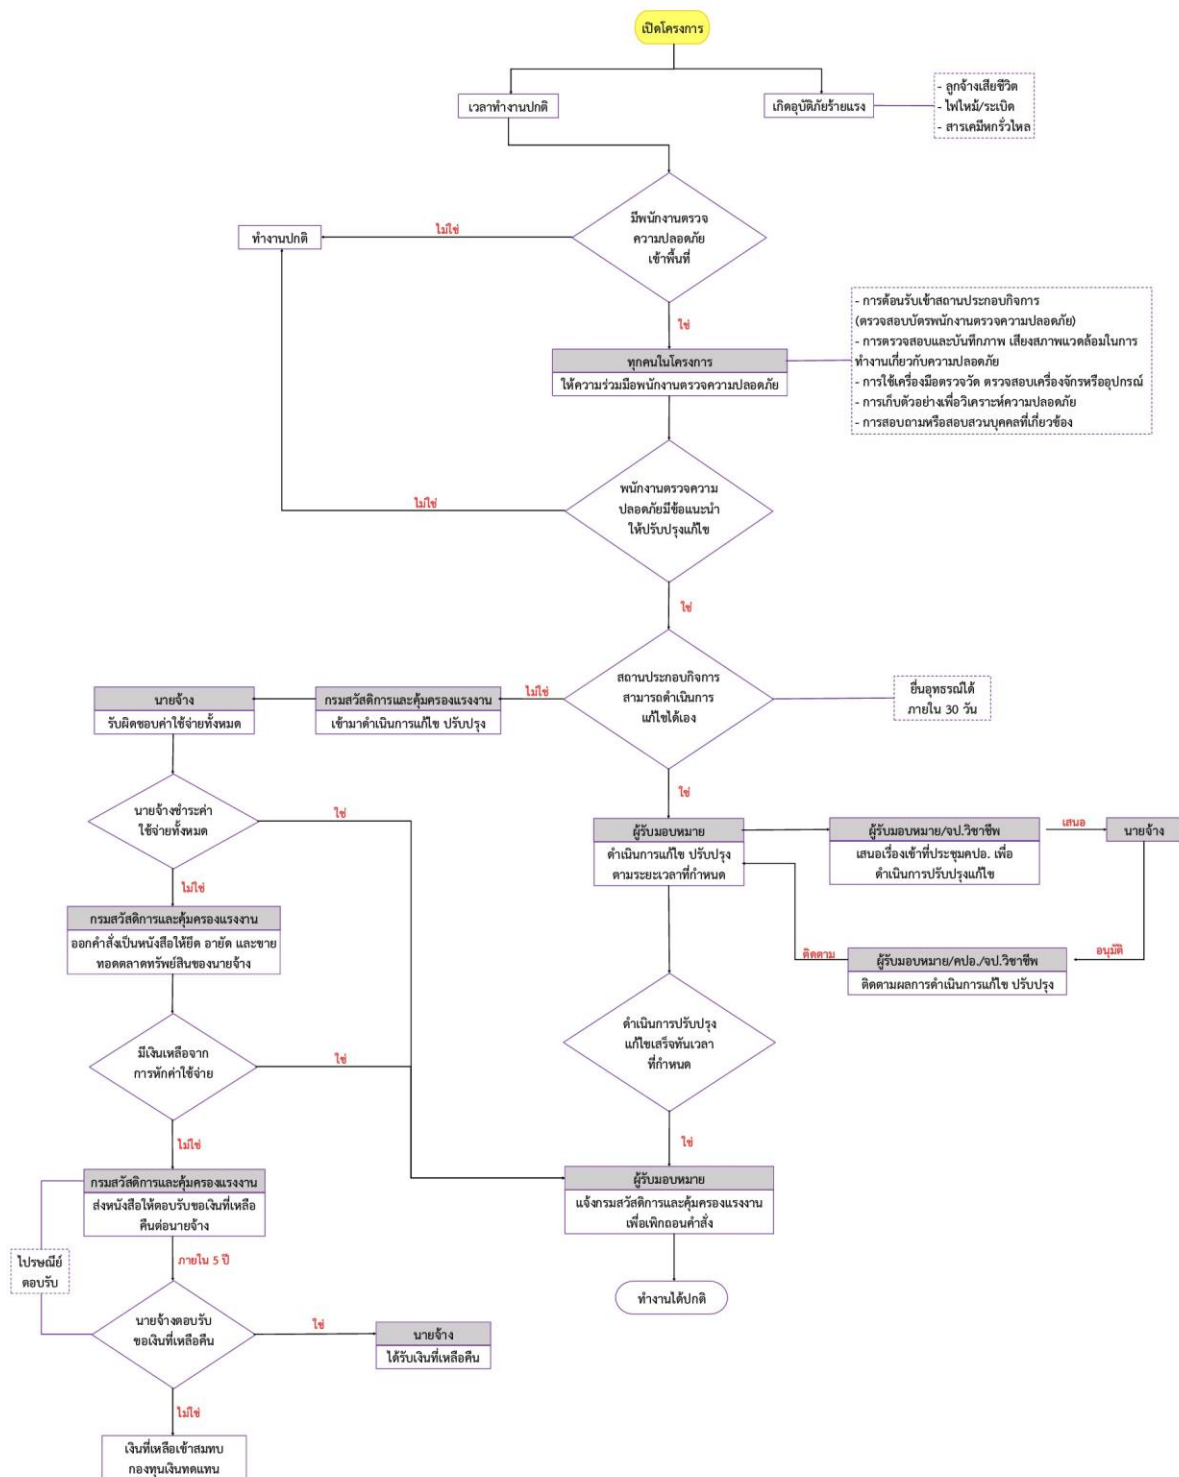 เปิดโครงการ
เวลาทำงานปกติ
เกิดอุบัติภัยร้ายแรง
- ลูกจ้างเสียชีวิต
- ไฟไหม้/ระเบิด
- สารเคมีหกรั่วไหล
มีพนักงานตรวจ
ความปลอดภัย
เข้าพื้นที่
ไม่ใช่
ทำงานปกติ
ใช่
ทุกคนในโครงการ
ให้ความร่วมมือพนักงานตรวจความปลอดภัย
- การต้อนรับเข้าสถานประกอบกิจการ
(ตรวจสอบบัตรพนักงานตรวจความปลอดภัย)
- การตรวจสอบและบันทึกภาพ เสียงสภาพแวดล้อมในการ
ทำงานเกี่ยวกับความปลอดภัย
- การใช้เครื่องมือตรวจวัด ตรวจสอบเครื่องจักรหรืออุปกรณ์
- การเก็บตัวอย่างเพื่อวิเคราะห์ความปลอดภัย
- การสอบถามหรือสอบสวนบุคคลที่เกี่ยวข้อง
พนักงานตรวจความ
ปลอดภัยมีข้อแนะนำ
ให้ปรับปรุงแก้ไข
ไม่ใช่
ใช่
สถานประกอบกิจการ
สามารถดำเนินการ
แก้ไขได้เอง
ยื่นอุทธรณ์ได้
ภายใน 30 วัน
ไม่ใช่
กรมสวัสดิการและคุ้มครองแรงงาน
เข้ามาดำเนินการแก้ไข ปรับปรุง
นายจ้าง
รับผิดชอบค่าใช้จ่ายทั้งหมด
นายจ้างชำระค่า
ใช้จ่ายทั้งหมด
ใช่
ใช่
ผู้รับมอบหมาย
ดำเนินการแก้ไข ปรับปรุง
ตามระยะเวลาที่กำหนด
ผู้รับมอบหมาย/จป.วิชาชีพ
เสนอเรื่องเข้าที่ประชุมคปอ. เพื่อ
ดำเนินการปรับปรุงแก้ไข
เสนอ
นายจ้าง
อนุมัติ
ผู้รับมอบหมาย/คปอ./จป.วิชาชีพ
ติดตามผลการดำเนินการแก้ไข ปรับปรุง
ติดตาม
ไม่ใช่
กรมสวัสดิการและคุ้มครองแรงงาน
ออกคำสั่งเป็นหนังสือให้ยึด อายัด และขาย
ทอดตลาดทรัพย์สินของนายจ้าง
ดำเนินการปรับปรุง
แก้ไขเสร็จทันเวลา
ที่กำหนด
มีเงินเหลือจาก
การหักค่าใช้จ่าย
ใช่
ใช่
ไม่ใช่
ผู้รับมอบหมาย
แจ้งกรมสวัสดิการและคุ้มครองแรงงาน
เพื่อเพิกถอนคำสั่ง
ทำงานได้ปกติ
กรมสวัสดิการและคุ้มครองแรงงาน
ส่งหนังสือให้ตอบรับขอเงินที่เหลือ
คืนต่อนายจ้าง
ไปรษณีย์
ตอบรับ
ภายใน 5 ปี
นายจ้างตอบรับ
ขอเงินที่เหลือคืน
ใช่
นายจ้าง
ได้รับเงินที่เหลือคืน
ไม่ใช่
เงินที่เหลือเข้าสมทบ
กองทุนเงินทดแทน